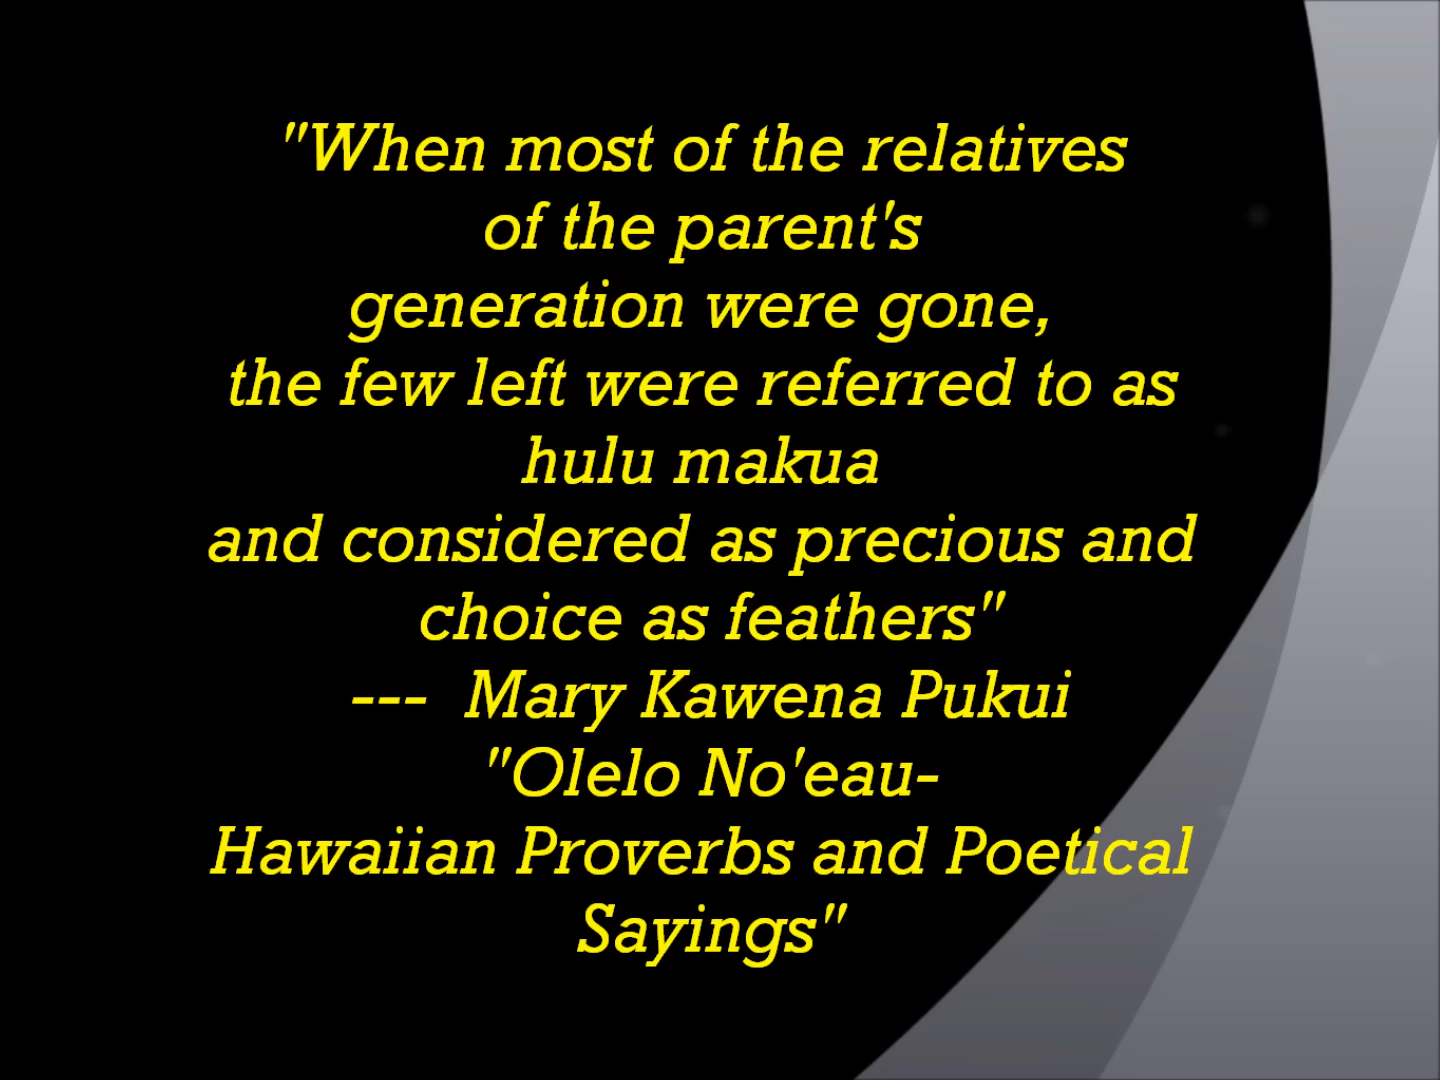 "When most of the relatives
of the parent's
generation were gone,
the few left were referred to as
hulu makua
and considered as precious and
choice as feathers"
---  Mary Kawena Pukui
"Olelo No'eau-
Hawaiian Proverbs and Poetical
Sayings"